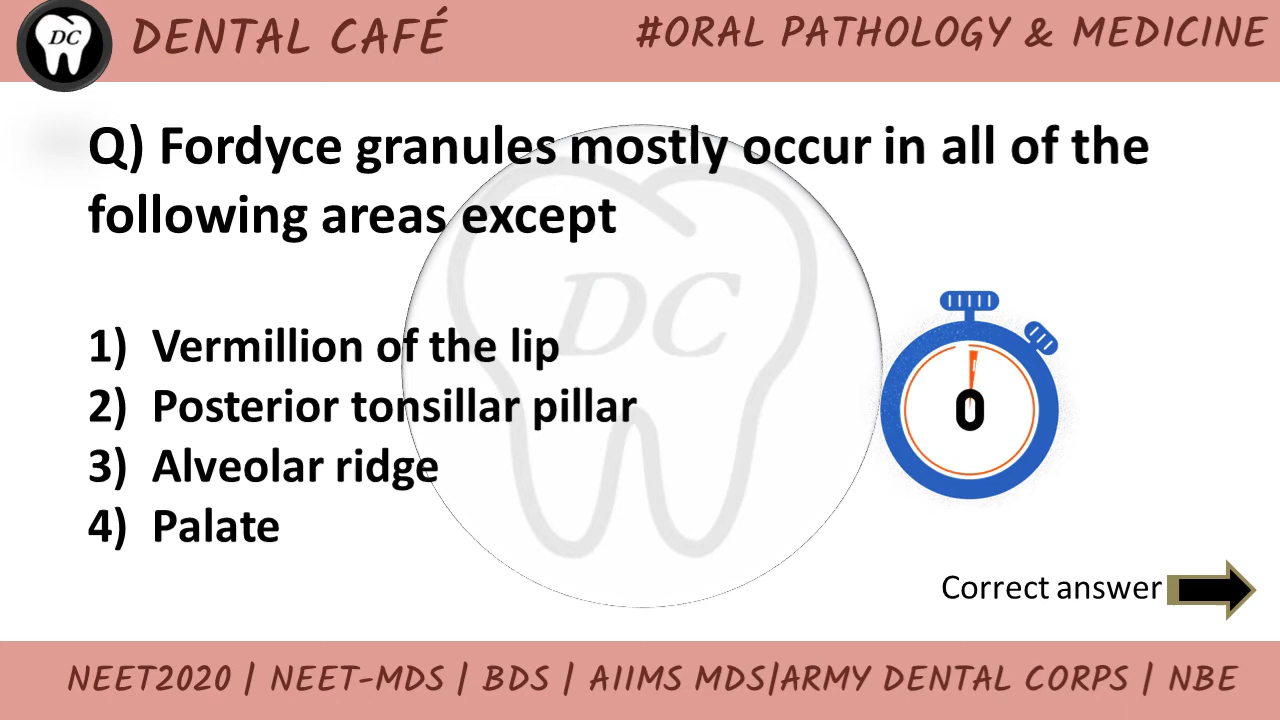 DC
DENTAL CAFÉ
#ORAL PATHOLOGY & MEDICINE
Q) Fordyce granules mostly occur in all of the
following areas except
DC
1) Vermillion of the lip
2) Posterior tonsillar pillar
3) Alveolar ridge
4) Palate
0
Correct answer
NEET2020 | NEET-MDS | BDS | AIIMS MDS|ARMY DENTAL CORPS | NBE